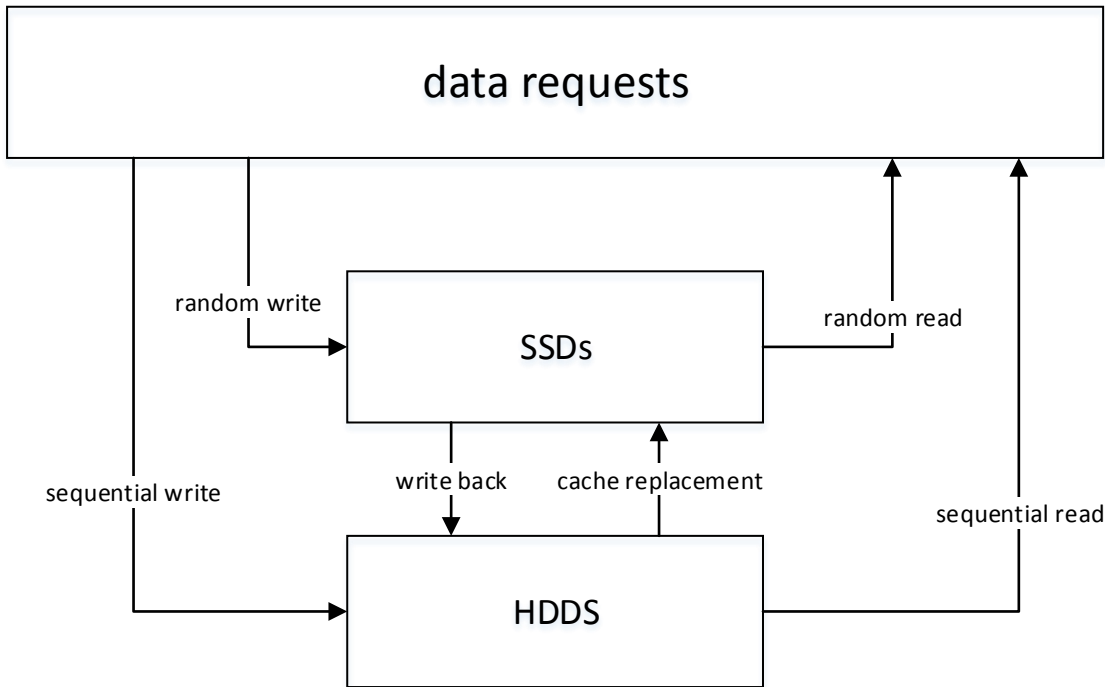 data requests
random write
SSDs
random read
sequential write
write back
cache replacement
sequential read
HDDS